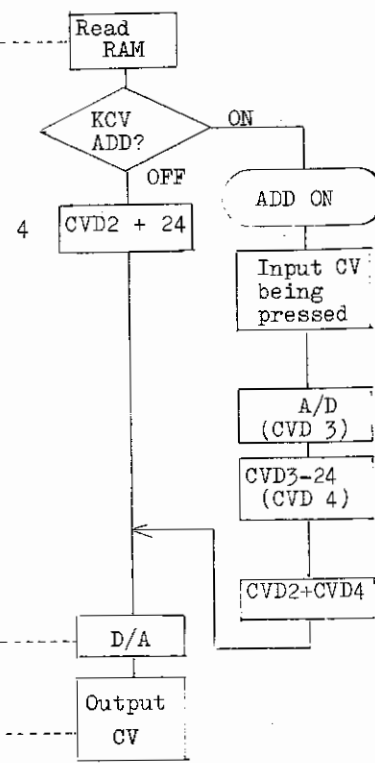 Read
RAM
KCV
ADD?
ON
OFF
4
CVD2 + 24
ADD ON
Input CV
being
pressed
A/D
(CVD 3)
CVD3-24
(CVD 4)
CVD2+CVD4
D/A
Output
CV